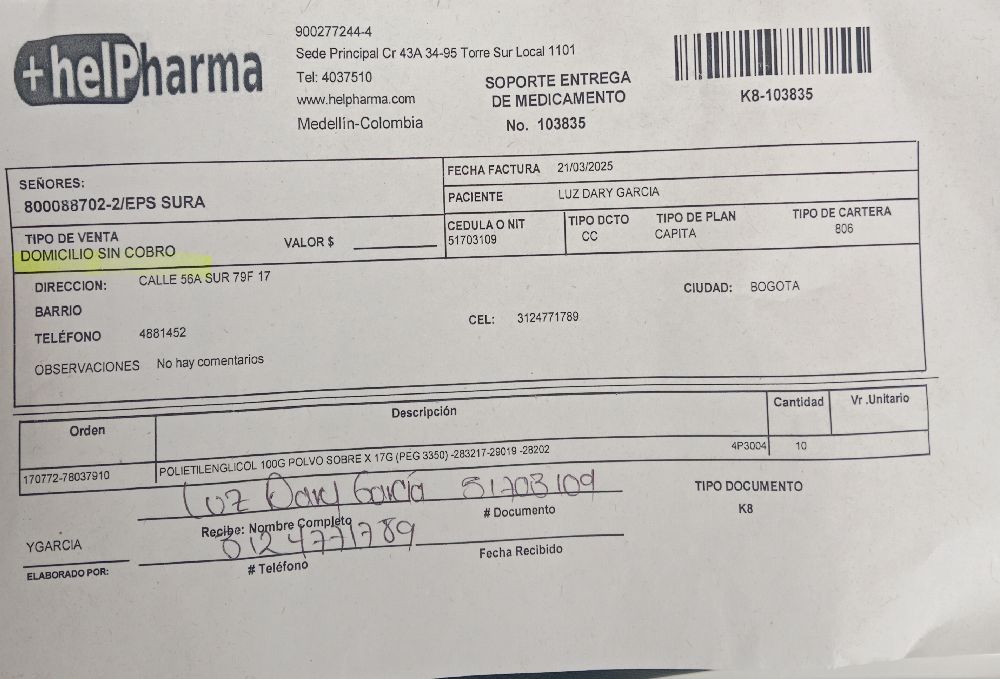 +helPharma
900277244-4
Sede Principal Cr 43A 34-95 Torre Sur Local 1101
Tel: 4037510
www.helpharma.com
Medellin-Colombia
SOPORTE ENTREGA
DE MEDICAMENTO
No. 103835
K8-103835
SEÑORES:
800088702-2/EPS SURA
FECHA FACTURA 21/03/2025
PACIENTE LUZ DARY GARCIA
TIPO DE VENTA
DOMICILIO SIN COBRO
VALOR $
CEDULA O NIT
51703109
TIPO DCTO
CC
TIPO DE PLAN
CAPITA
TIPO DE CARTERA
806
DIRECCION: CALLE 56A SUR 79F 17
CIUDAD: BOGOTA
BARRIO
TELÉFONO 4881452
CEL: 3124771789
OBSERVACIONES No hay comentarios
Orden Descripción Cantidad Vr .Unitario
170772-78037910 POLIETILENGLICOL 100G POLVO SOBRE X 17G (PEG 3350) -283217-29019 -28202 4P3004 10
Luz Dary García 51703109
Recibe: Nombre Completo # Documento
TIPO DOCUMENTO
K8
3124771789
YGARCIA
ELABORADO POR:
# Teléfono Fecha Recibido